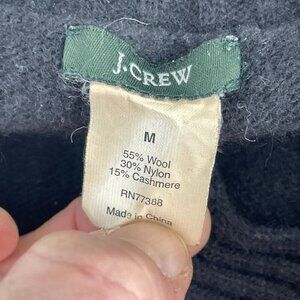 J.CREW
M
55% Wool
30% Nylon
15% Cashmere
RN77388
Made in China